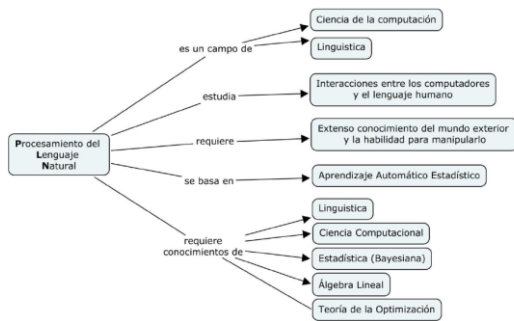 Ciencia de la computación
es un campo de
Linguistica
estudia
Interacciones entre los computadores
y el lenguaje humano
Procesamiento del
Lenguaje
Natural
requiere
Extenso conocimiento del mundo exterior
y la habilidad para manipularlo
se basa en
Aprendizaje Automático Estadístico
requiere
conocimientos de
Linguistica
Ciencia Computacional
Estadística (Bayesiana)
Álgebra Lineal
Teoría de la Optimización